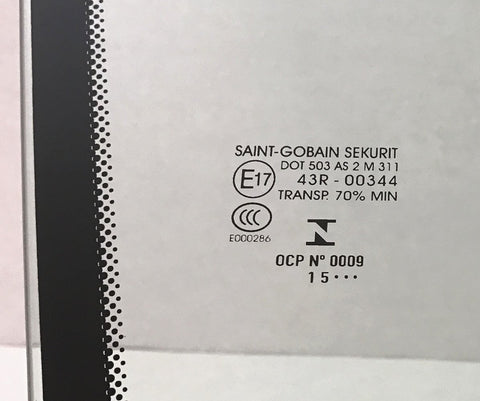 SAINT-GOBAIN SEKURIT
DOT 503 AS 2 M 311
E17
43R - 00344
TRANSP. 70% MIN
CCC
E000286
OCP Nº 0009
15•••